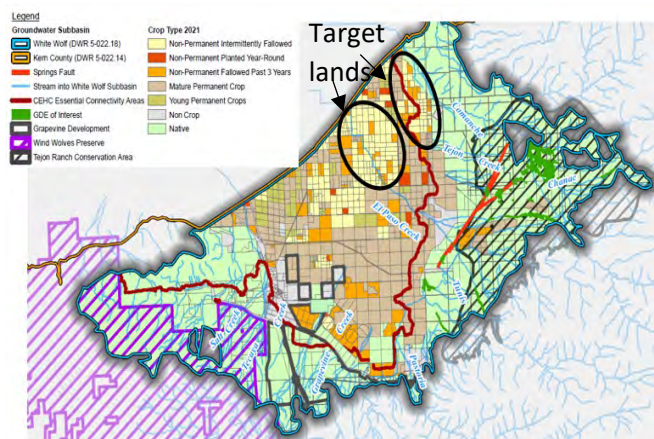 Legend
Groundwater Subbasin
White Wolf (DWR 5-022.18)
Kern County (DWR 5-022.14)
Springs Fault
Stream into White Wolf Subbasin
CEHC Essential Connectivity Areas
GDE of Interest
Grapevine Development
Wind Wolves Preserve
Tejon Ranch Conservation Area
Crop Type 2021
Non-Permanent Intermittently Fallowed
Non-Permanent Planted Year-Round
Non-Permanent Fallowed Past 3 Years
Mature Permanent Crop
Young Permanent Crops
Non Crop
Native
Target
lands
Comanche
Creek
Tejon
Chanac
El Paso Creek
Tunis
Salt Creek
Tecuya
Creek
Grapevine
Creek
Pastoria